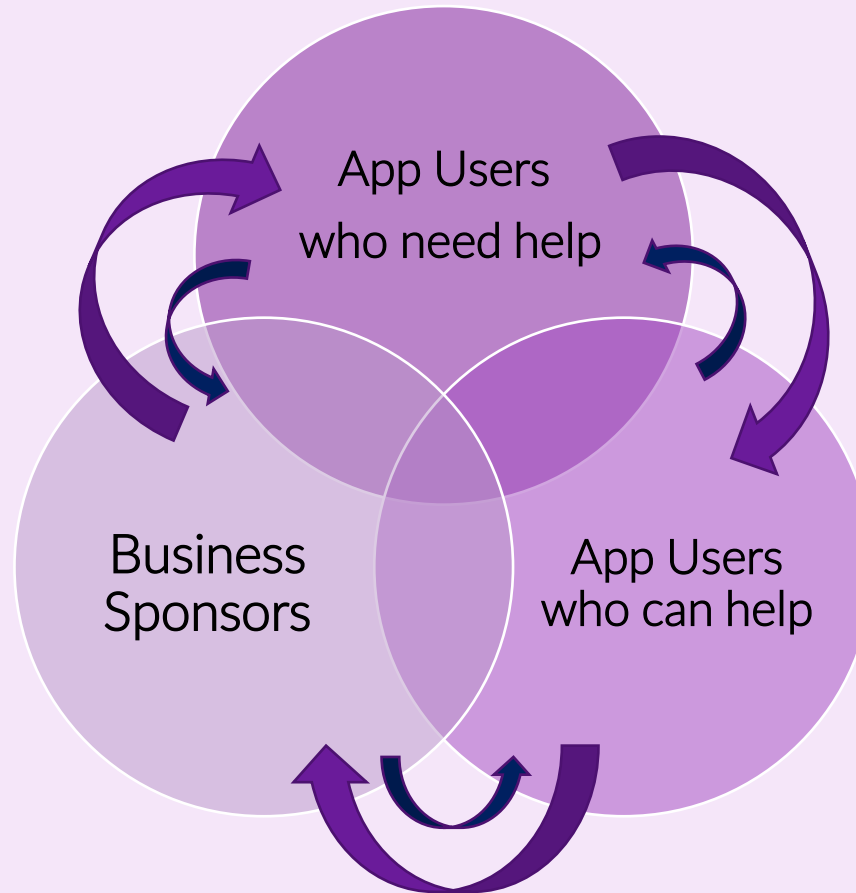 App Users
who need help
Business
Sponsors
App Users
who can help